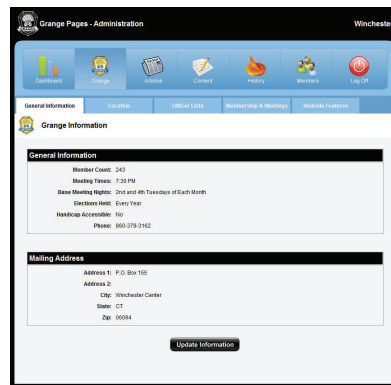 Grange Pages - Administration
Wincheste
Dashboard
Grange
Articles
Content
History
Members
Log Off
General Information
Location
Officer Lists
Membership & Meetings
Website Features
Grange Information
General Information
Member Count: 243
Meeting Times: 7:30 PM
Base Meeting Nights: 2nd and 4th Tuesdays of Each Month
Elections Held: Every Year
Handicap Accessible: No
Phone: 860-379-3162
Mailing Address
Address 1: P.O. Box 155
Address 2:
City: Winchester Center
State: CT
Zip: 06094
Update Information